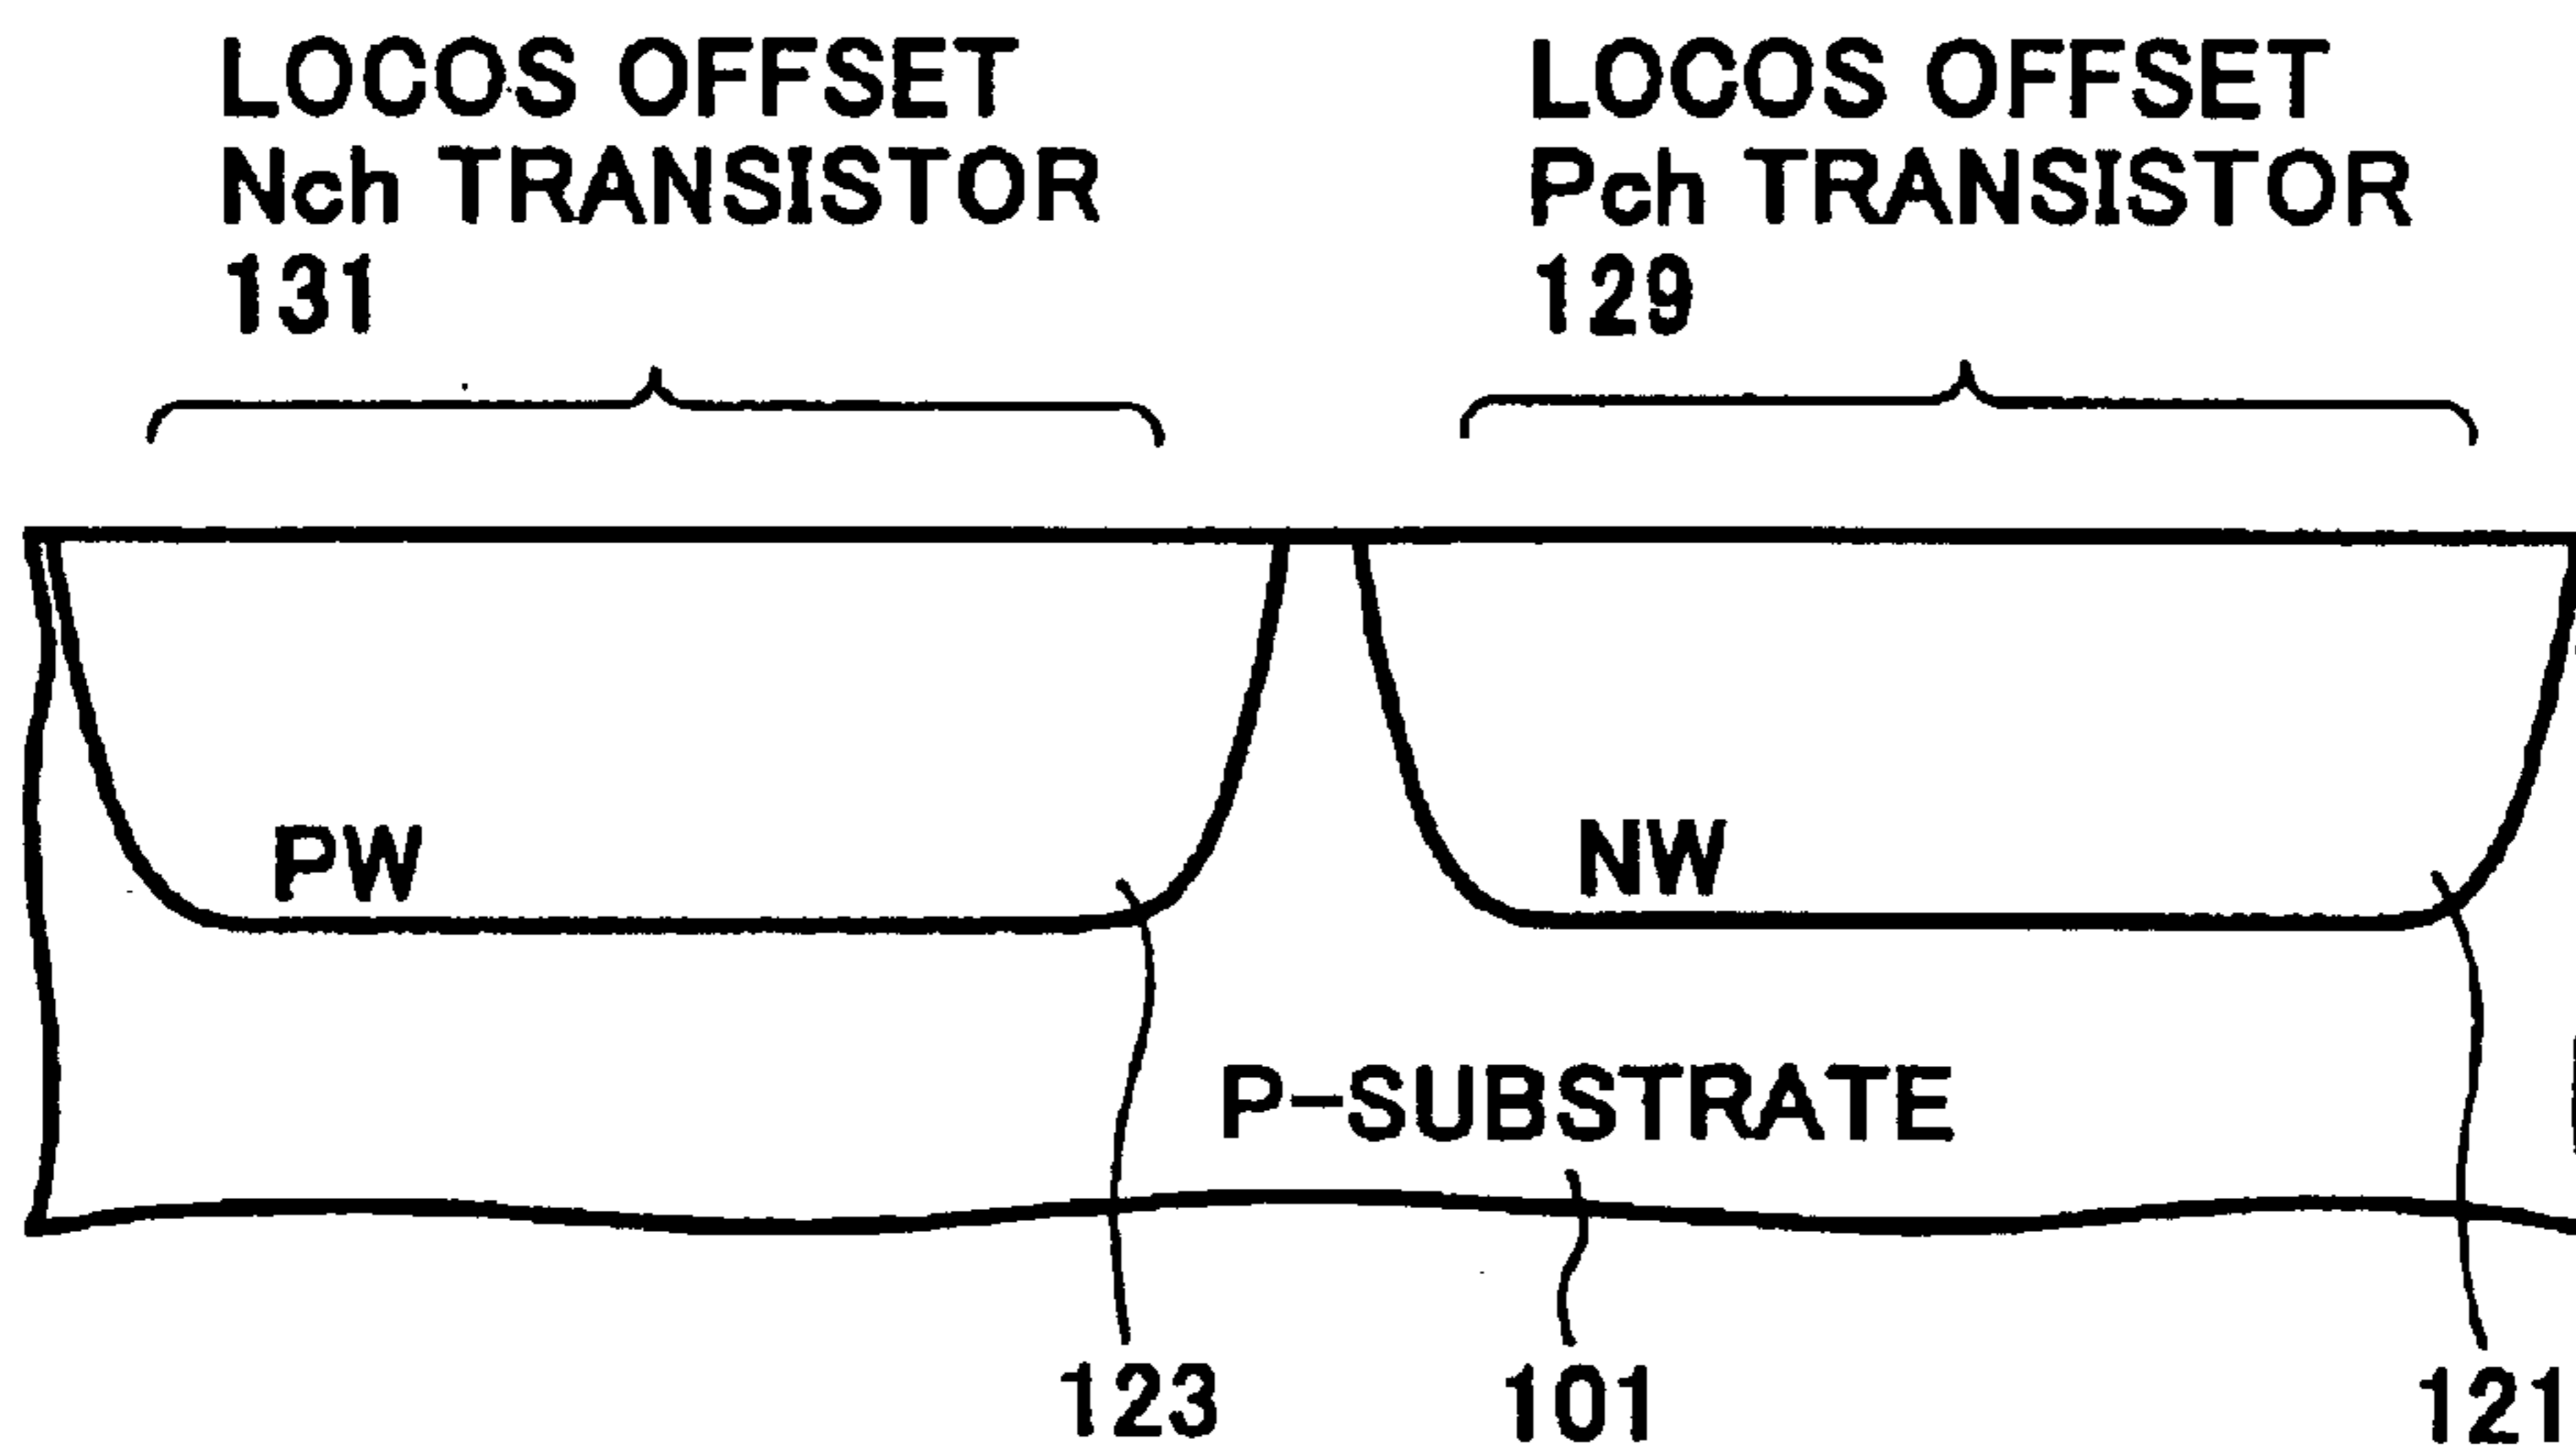 LOCOS OFFSET
Nch TRANSISTOR
131
LOCOS OFFSET
Pch TRANSISTOR
129
PW
NW
P-SUBSTRATE
123
101
121